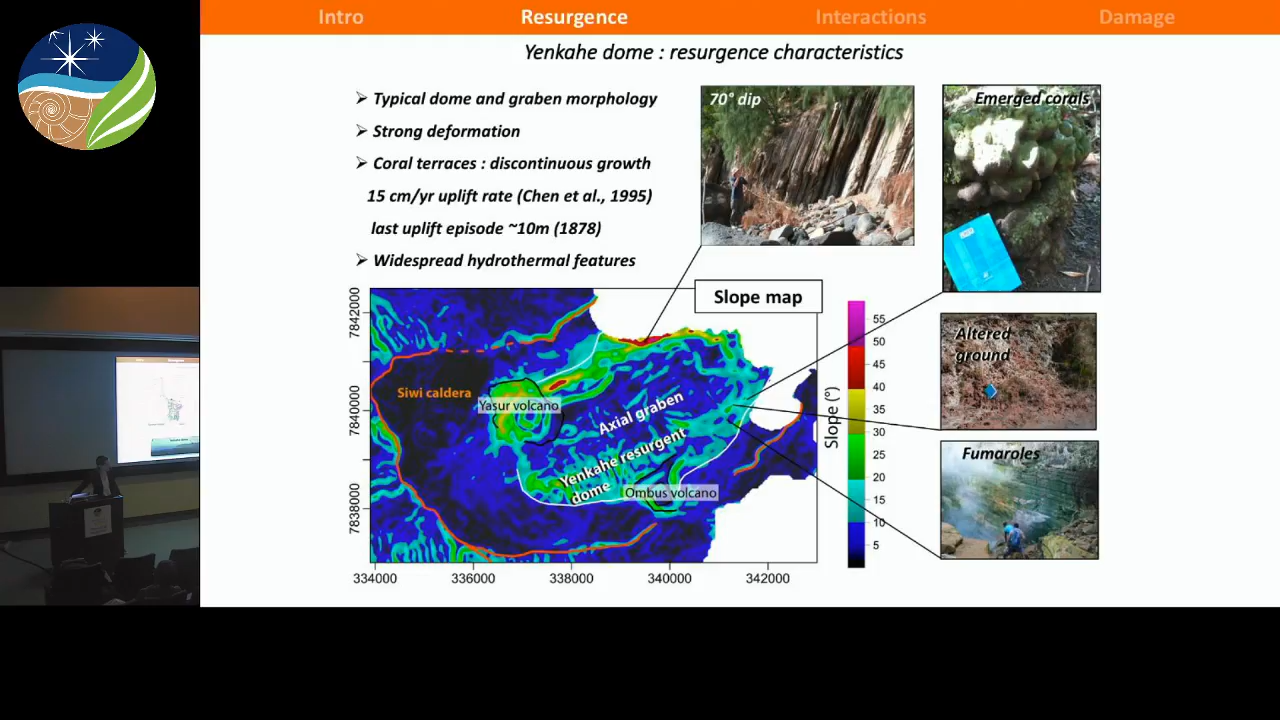 Intro Resurgence Interactions Damage
Yenkahe dome : resurgence characteristics
➢ Typical dome and graben morphology
➢ Strong deformation
➢ Coral terraces : discontinuous growth
15 cm/yr uplift rate (Chen et al., 1995)
last uplift episode ~10m (1878)
➢ Widespread hydrothermal features
70° dip
Emerged corals
Altered
ground
Fumaroles
Slope map
7842000
7840000
7838000
334000 336000 338000 340000 342000
Siwi caldera
Yasur volcano
Axial graben
Yenkahe resurgent
dome
Ombus volcano
Slope (°)
55
50
45
40
35
30
25
20
15
10
5